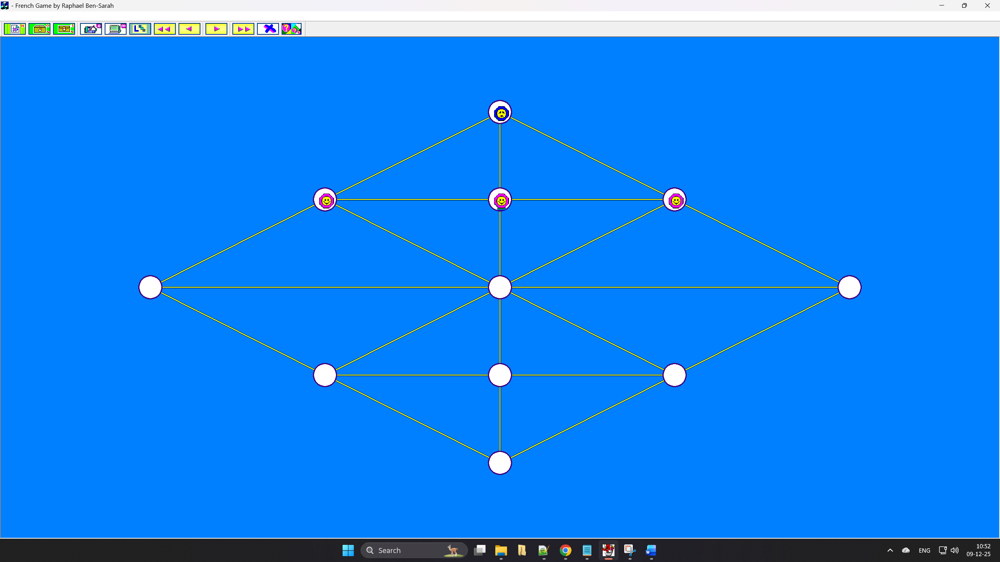 - French Game by Raphael Ben-Sarah
n
o
s
e
m
L
? ? ?
Search
ENG
10:52
09-12-25